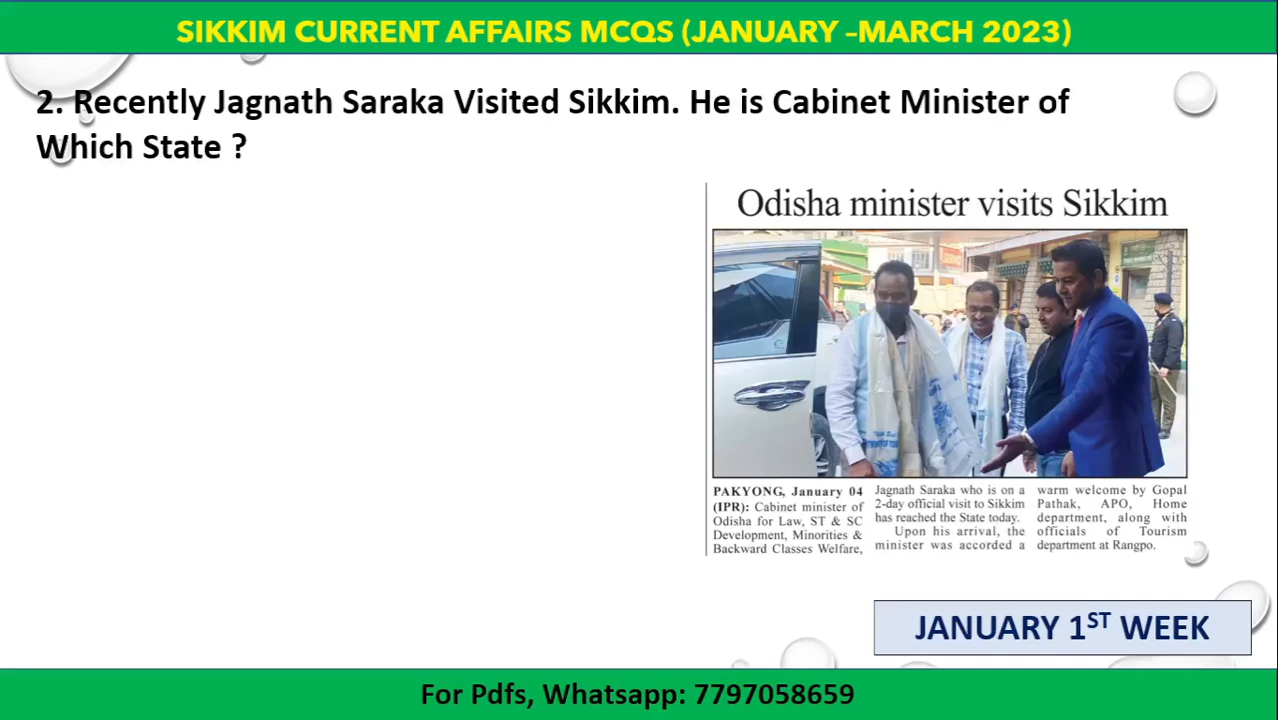 SIKKIM CURRENT AFFAIRS MCQS (JANUARY –MARCH 2023)
2. Recently Jagnath Saraka Visited Sikkim. He is Cabinet Minister of
Which State ?
Odisha minister visits Sikkim
PAKYONG, January 04
(IPR): Cabinet minister of
Odisha for Law, ST & SC
Development, Minorities &
Backward Classes Welfare,
Jagnath Saraka who is on a
2-day official visit to Sikkim
has reached the State today.
Upon his arrival, the
minister was accorded a
warm welcome by Gopal
Pathak, APO, Home
department, along with
officials of Tourism
department at Rangpo.
JANUARY 1ST WEEK
For Pdfs, Whatsapp: 7797058659